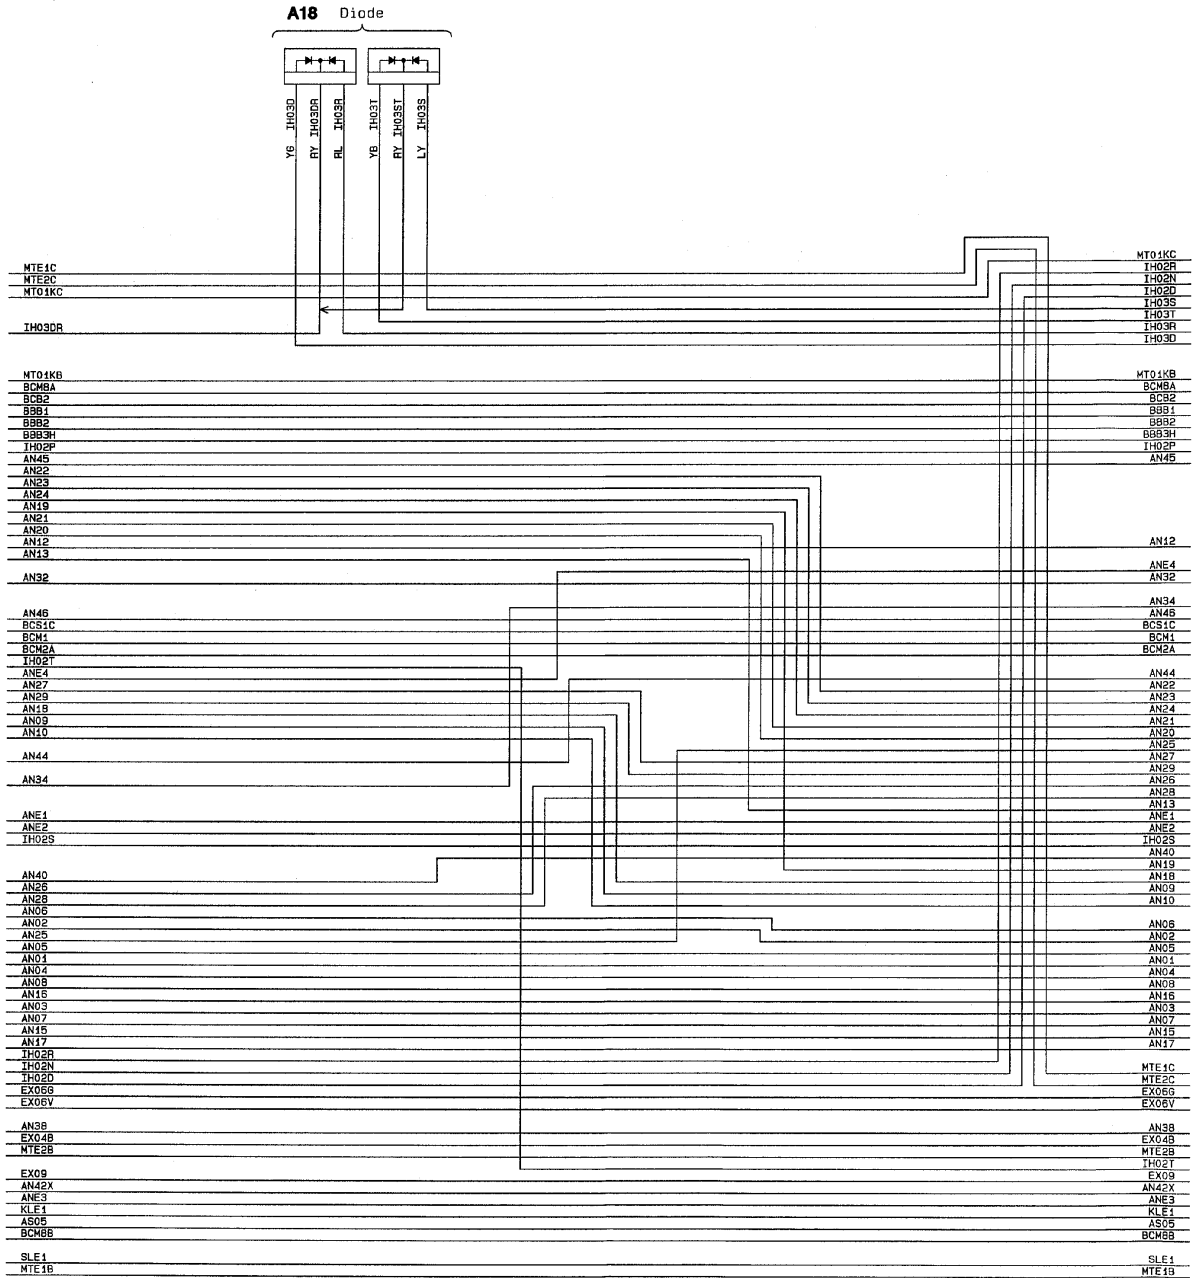 A18 Diode
YG IH03D
RY IH03DR
RL IH03R
YB IH03T
RY IH03ST
LY IH03S
MTE1C
MTE2C
MT01KC
IH03DR
MT01KB
BCM8A
BCB2
BBB1
BBB2
BBB3H
IH02P
AN45
AN22
AN23
AN24
AN19
AN21
AN20
AN12
AN13
AN32
AN46
BCS1C
BCM1
BCM2A
IH02T
ANE4
AN27
AN29
AN18
AN09
AN10
AN44
AN34
ANE1
ANE2
IH02S
AN40
AN26
AN28
AN06
AN02
AN25
AN05
AN01
AN04
AN08
AN16
AN03
AN07
AN15
AN17
IH02R
IH02N
IH02D
EX06G
EX06V
AN38
EX04B
MTE2B
EX09
AN42X
ANE3
KLE1
AS05
BCM8B
SLE1
MTE1B
MT01KC
IH02R
IH02N
IH02D
IH03S
IH03T
IH03R
IH03D
MT01KB
BCM8A
BCB2
BBB1
BBB2
BBB3H
IH02P
AN45
AN12
ANE4
AN32
AN34
AN46
BCS1C
BCM1
BCM2A
AN44
AN22
AN23
AN24
AN21
AN20
AN25
AN27
AN29
AN26
AN28
AN13
ANE1
ANE2
IH02S
AN40
AN19
AN18
AN09
AN10
AN06
AN02
AN05
AN01
AN04
AN08
AN16
AN03
AN07
AN15
AN17
MTE1C
MTE2C
EX06G
EX06V
AN38
EX04B
MTE2B
IH02T
EX09
AN42X
ANE3
KLE1
AS05
BCM8B
SLE1
MTE1B